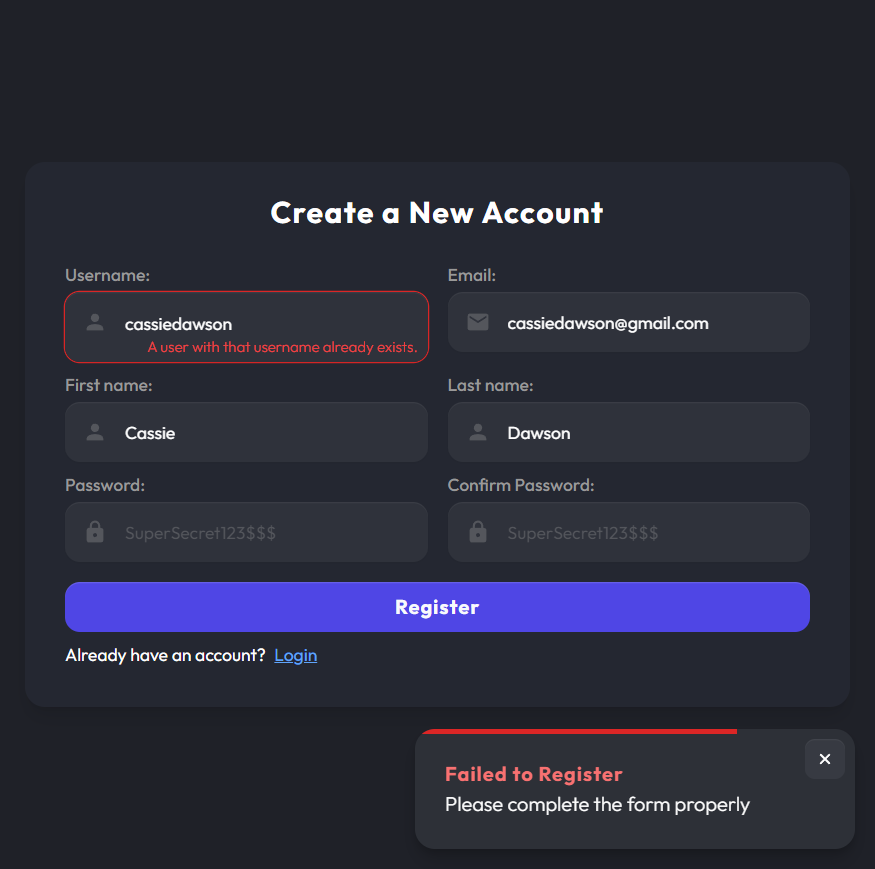 Create a New Account
Username:
Email:
cassiedawson
A user with that username already exists.
cassiedawson@gmail.com
First name:
Last name:
Cassie
Dawson
Password:
Confirm Password:
SuperSecret123$$$
SuperSecret123$$$
Register
Already have an account? Login
Failed to Register
Please complete the form properly